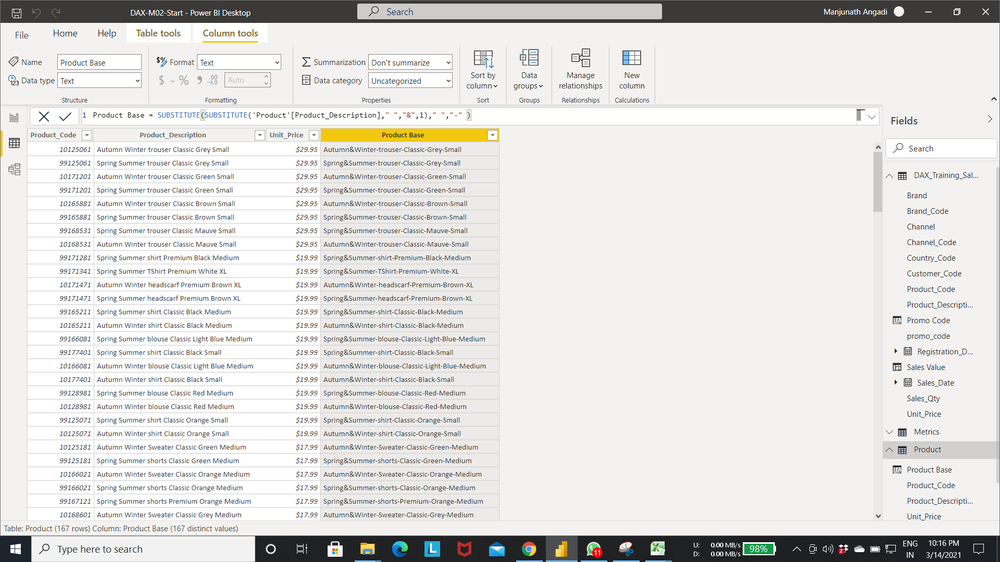 DAX-M02-Start - Power BI Desktop
Search
Manjunath Angadi
File
Home
Help
Table tools
Column tools
Name
Product Base
Format
Text
Summarization
Don't summarize
Data type
Text
$ % 9 .00
Auto
Data category
Uncategorized
Sort by column
Data groups
Manage relationships
New column
Structure
Formatting
Properties
Sort
Groups
Relationships
Calculations
1 Product Base = SUBSTITUTE(SUBSTITUTE('Product'[Product_Description]," ","&",1)," ","-" )
Product_Code Product_Description Unit_Price Product Base
10125061 Autumn Winter trouser Classic Grey Small $29.95 Autumn&Winter-trouser-Classic-Grey-Small
99125061 Spring Summer trouser Classic Grey Small $29.95 Spring&Summer-trouser-Classic-Grey-Small
10171201 Autumn Winter trouser Classic Green Small $29.95 Autumn&Winter-trouser-Classic-Green-Small
99171201 Spring Summer trouser Classic Green Small $29.95 Spring&Summer-trouser-Classic-Green-Small
10165881 Autumn Winter trouser Classic Brown Small $29.95 Autumn&Winter-trouser-Classic-Brown-Small
99165881 Spring Summer trouser Classic Brown Small $29.95 Spring&Summer-trouser-Classic-Brown-Small
99168531 Spring Summer trouser Classic Mauve Small $29.95 Spring&Summer-trouser-Classic-Mauve-Small
10168531 Autumn Winter trouser Classic Mauve Small $29.95 Autumn&Winter-trouser-Classic-Mauve-Small
99171281 Spring Summer shirt Premium Black Medium $19.99 Spring&Summer-shirt-Premium-Black-Medium
99171341 Spring Summer TShirt Premium White XL $19.99 Spring&Summer-TShirt-Premium-White-XL
10171471 Autumn Winter headscarf Premium Brown XL $19.99 Autumn&Winter-headscarf-Premium-Brown-XL
99171471 Spring Summer headscarf Premium Brown XL $19.99 Spring&Summer-headscarf-Premium-Brown-XL
99165211 Spring Summer shirt Classic Black Medium $19.99 Spring&Summer-shirt-Classic-Black-Medium
10165211 Autumn Winter shirt Classic Black Medium $19.99 Autumn&Winter-shirt-Classic-Black-Medium
99166081 Spring Summer blouse Classic Light Blue Medium $19.99 Spring&Summer-blouse-Classic-Light-Blue-Medium
99177401 Spring Summer shirt Classic Black Small $19.99 Spring&Summer-shirt-Classic-Black-Small
10166081 Autumn Winter blouse Classic Light Blue Medium $19.99 Autumn&Winter-blouse-Classic-Light-Blue-Medium
10177401 Autumn Winter shirt Classic Black Small $19.99 Autumn&Winter-shirt-Classic-Black-Small
99128981 Spring Summer blouse Classic Red Medium $19.99 Spring&Summer-blouse-Classic-Red-Medium
10128981 Autumn Winter blouse Classic Red Medium $19.99 Autumn&Winter-blouse-Classic-Red-Medium
99125071 Spring Summer shirt Classic Orange Small $19.99 Spring&Summer-shirt-Classic-Orange-Small
10125071 Autumn Winter shirt Classic Orange Small $19.99 Autumn&Winter-shirt-Classic-Orange-Small
10125181 Autumn Winter Sweater Classic Green Medium $17.99 Autumn&Winter-Sweater-Classic-Green-Medium
99125181 Spring Summer shorts Classic Green Medium $17.99 Spring&Summer-shorts-Classic-Green-Medium
10166021 Autumn Winter Sweater Classic Orange Medium $17.99 Autumn&Winter-Sweater-Classic-Orange-Medium
99166021 Spring Summer shorts Classic Orange Medium $17.99 Spring&Summer-shorts-Classic-Orange-Medium
99167121 Spring Summer shorts Premium Orange Medium $17.99 Spring&Summer-shorts-Premium-Orange-Medium
10168601 Autumn Winter Sweater Classic Grey Medium $17.99 Autumn&Winter-Sweater-Classic-Grey-Medium
Table: Product (167 rows) Column: Product Base (167 distinct values)
Fields
Search
DAX_Training_Sal...
Brand
Brand_Code
Channel
Channel_Code
Country_Code
Customer_Code
Product_Code
Product_Descripti...
Promo Code
promo_code
Registration_D...
Sales Value
Sales_Date
Sales_Qty
Unit_Price
Metrics
Product
Product Base
Product_Code
Product_Descripti...
Unit_Price
Type here to search
L
11
U: 0.00 MB/s
D: 0.00 MB/s
98%
2
ENG
IN
10:16 PM
3/14/2021